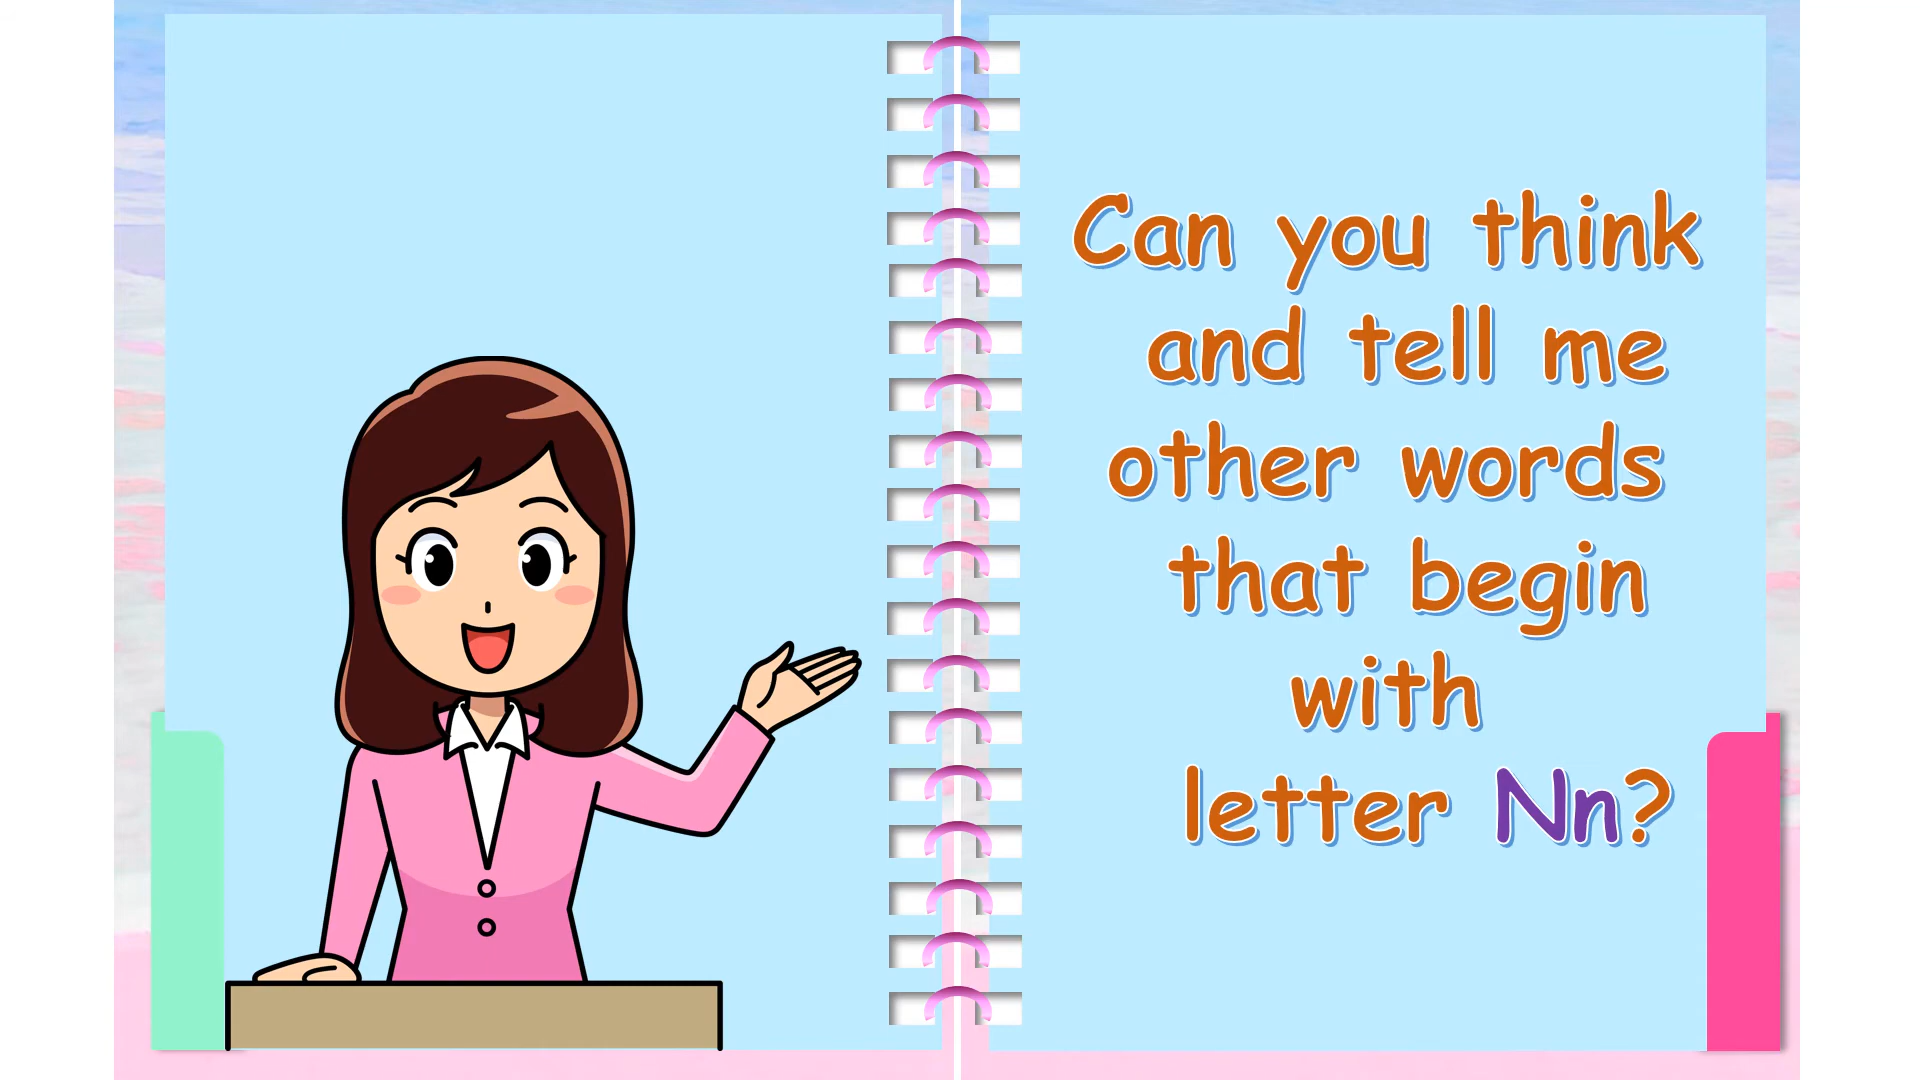 Can you think
and tell me
other words
that begin
with
letter Nn?